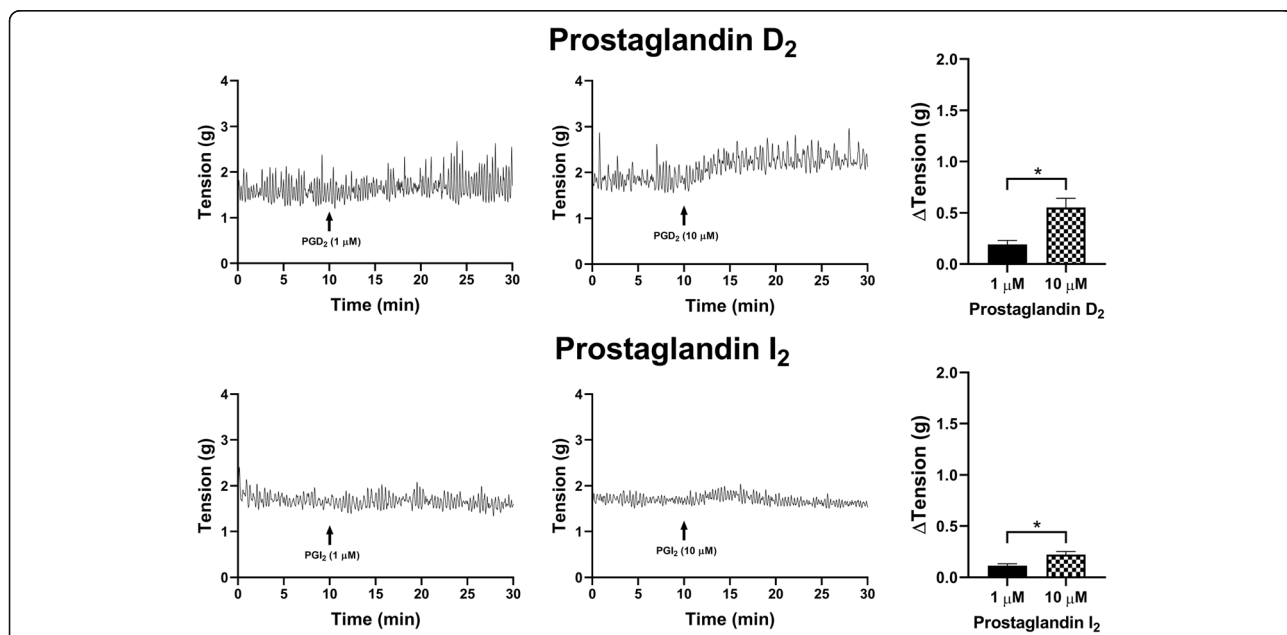 Prostaglandin D₂
Tension (g)
4
3
2
1
0
PGD₂ (1 μM)
0 5 10 15 20 25 30
Time (min)
Tension (g)
4
3
2
1
0
PGD₂ (10 μM)
0 5 10 15 20 25 30
Time (min)
ΔTension (g)
2.0
1.5
1.0
0.5
0.0
*
1 μM 10 μM
Prostaglandin D₂
Prostaglandin I₂
Tension (g)
4
3
2
1
0
PGI₂ (1 μM)
0 5 10 15 20 25 30
Time (min)
Tension (g)
4
3
2
1
0
PGI₂ (10 μM)
0 5 10 15 20 25 30
Time (min)
ΔTension (g)
2.0
1.5
1.0
0.5
0.0
*
1 μM 10 μM
Prostaglandin I₂